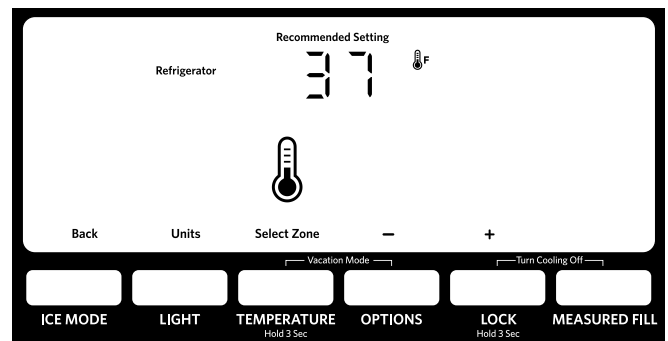 Recommended Setting
Refrigerator 37 F
Back Units Select Zone – +
Vacation Mode Turn Cooling Off
ICE MODE LIGHT TEMPERATURE OPTIONS LOCK MEASURED FILL
Hold 3 Sec Hold 3 Sec